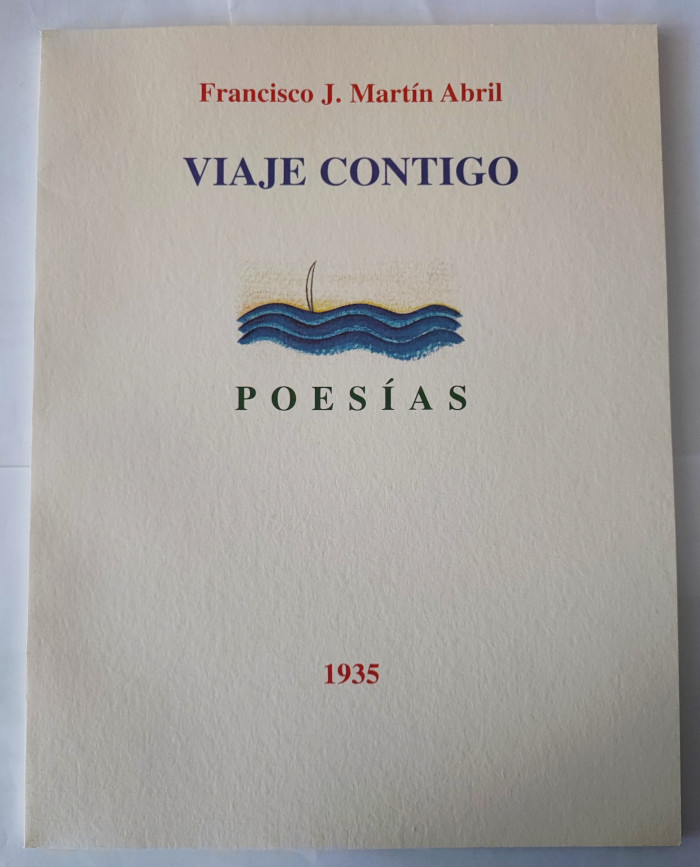 Francisco J. Martín Abril
VIAJE CONTIGO
POESÍAS
1935